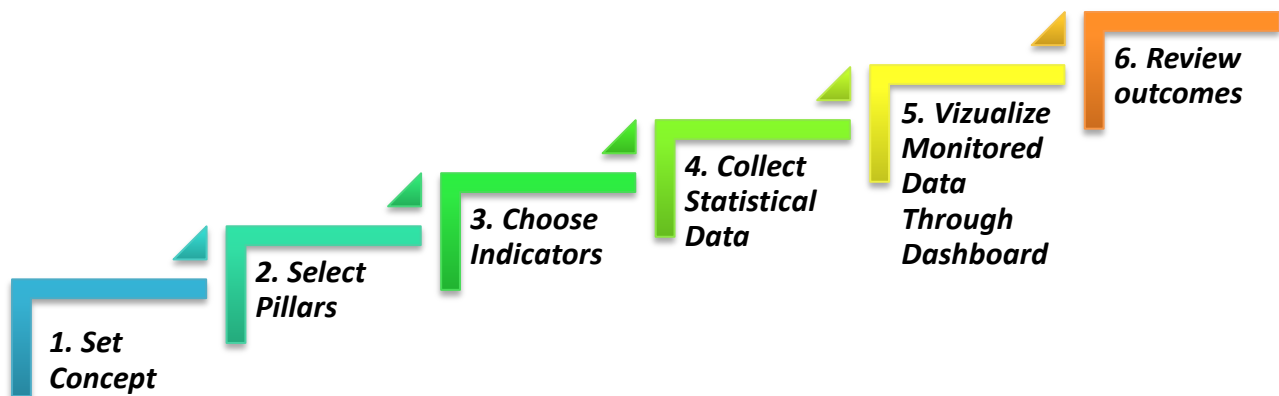 1. Set
Concept
2. Select
Pillars
3. Choose
Indicators
4. Collect
Statistical
Data
5. Vizualize
Monitored
Data
Through
Dashboard
6. Review
outcomes